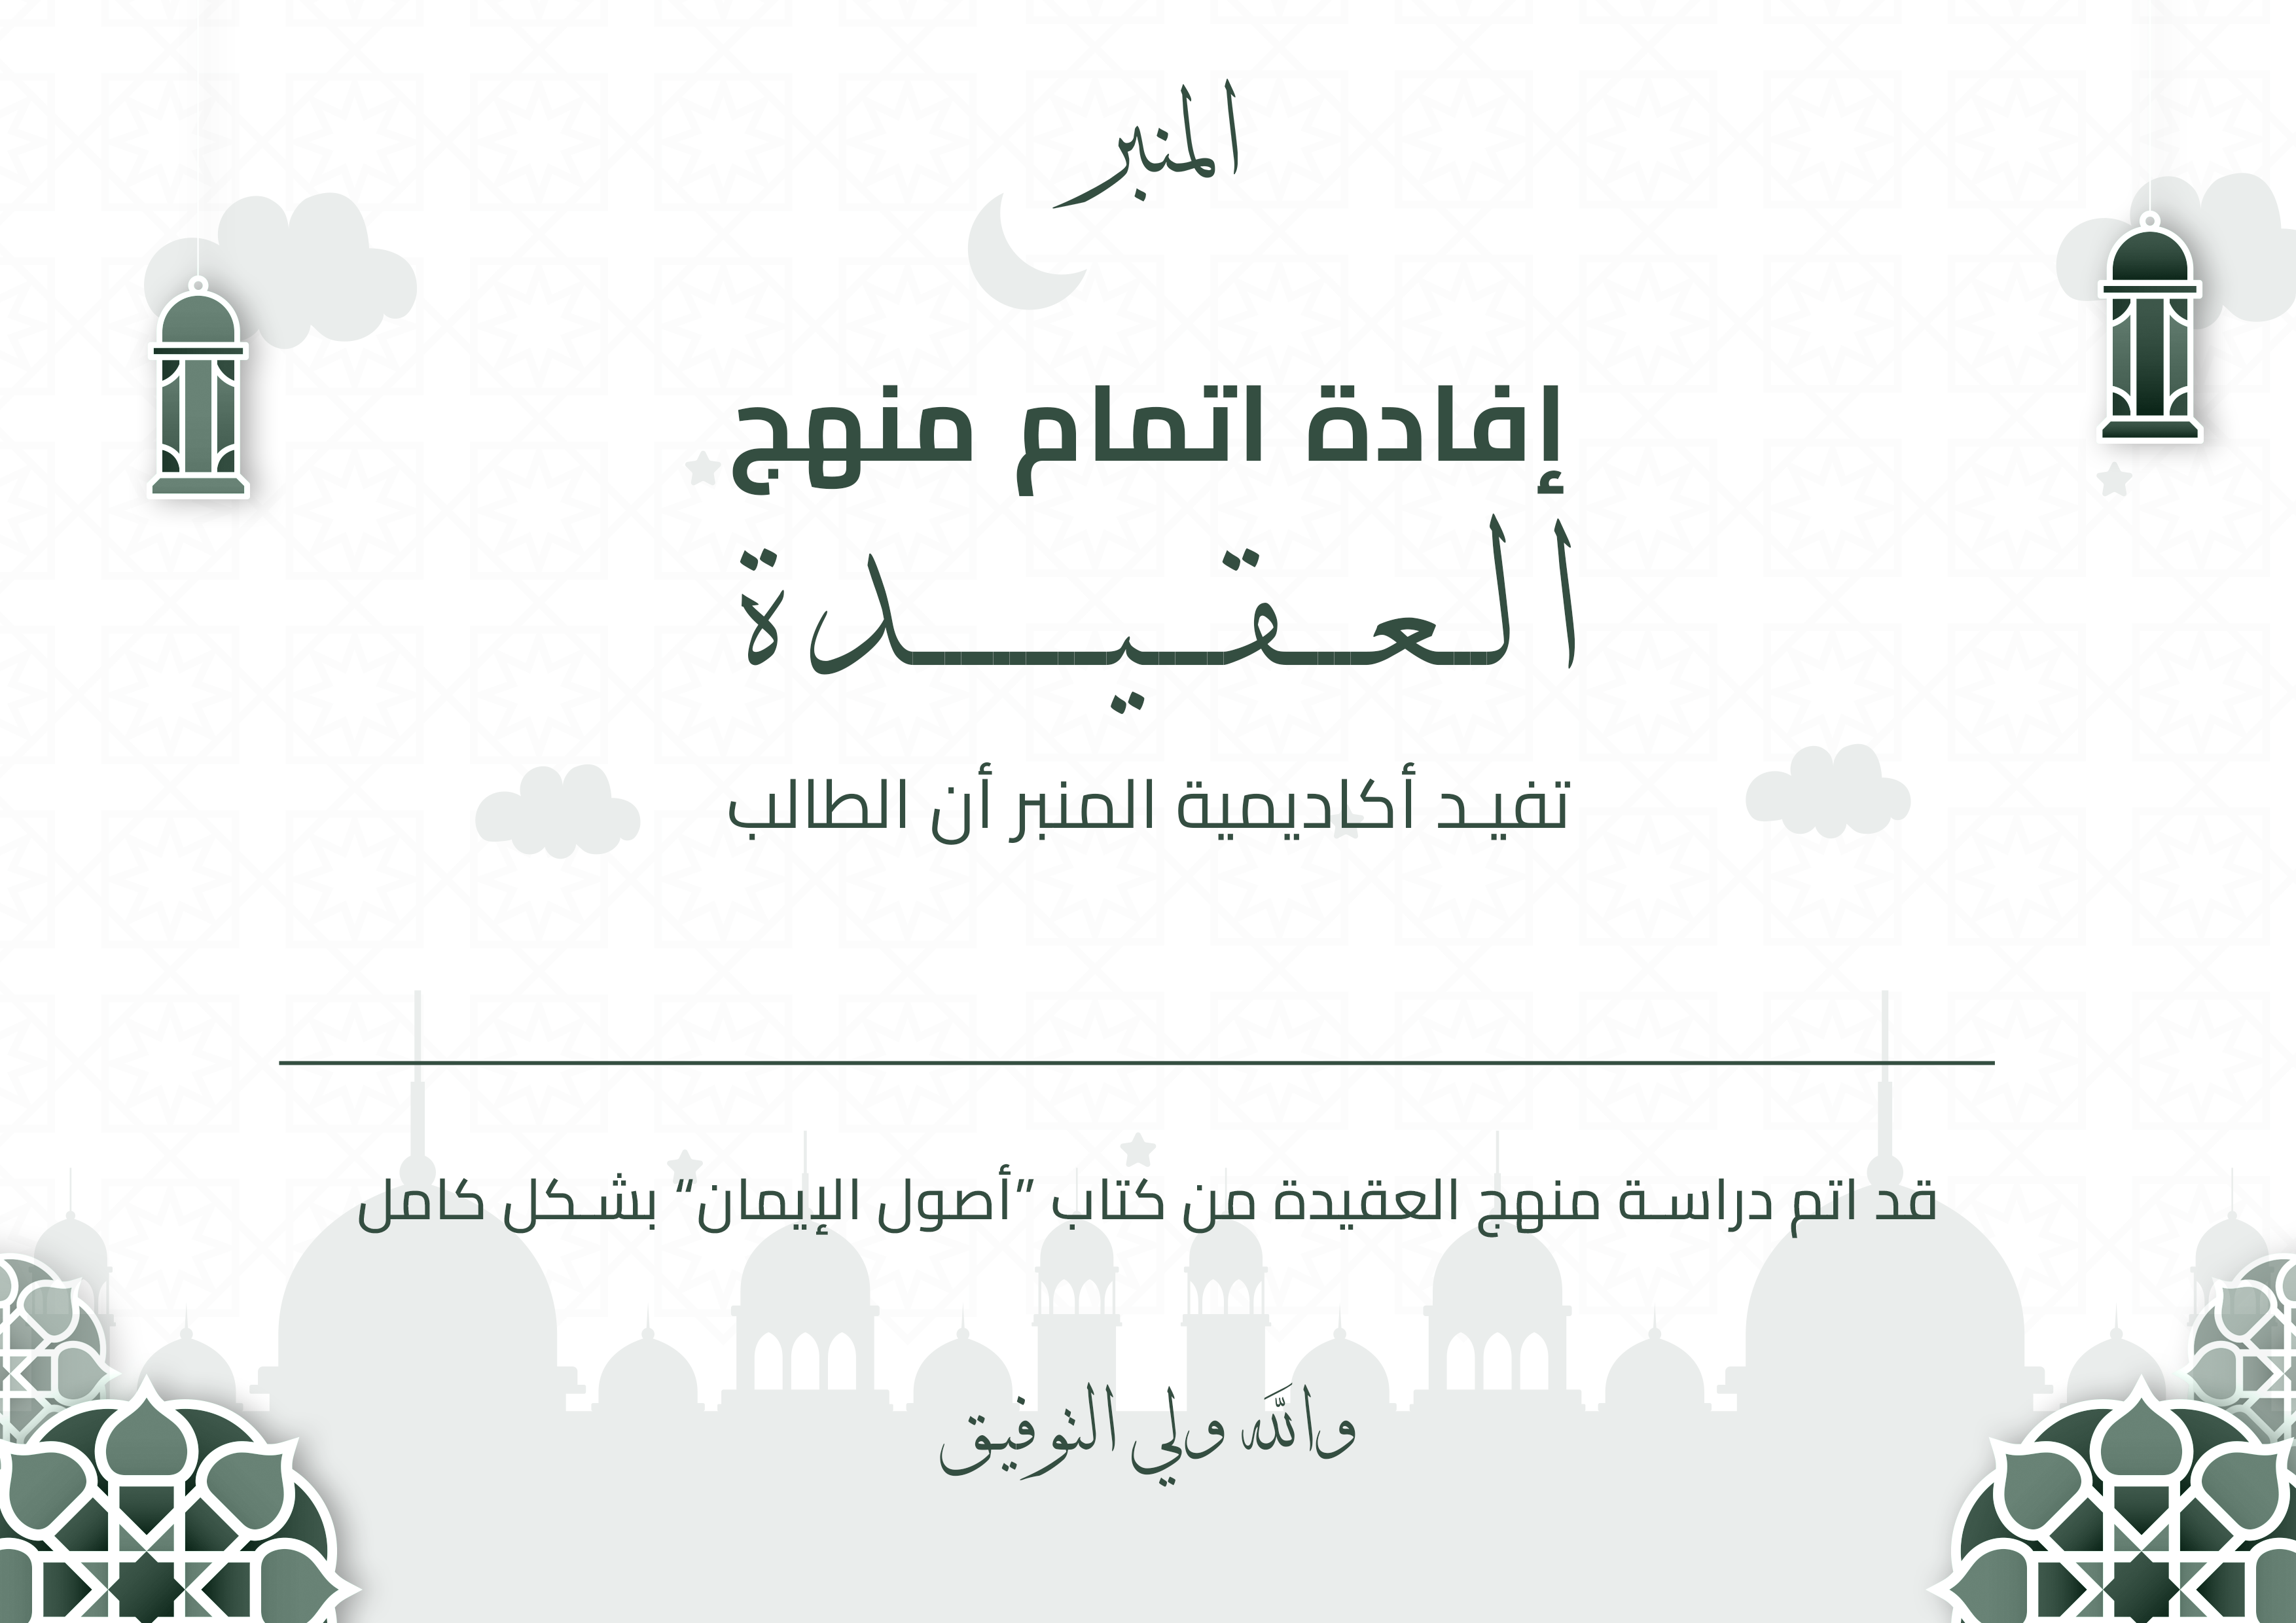 المنبر
إفادة اتمام منهج
العـقـيـــدة
تفيـد أكاديمية المنبر أن الطالب
قد اتم دراسة منهج العقيدة من كتاب "أصول الإيمان" بشـكل كامل
والله ولي التوفيق